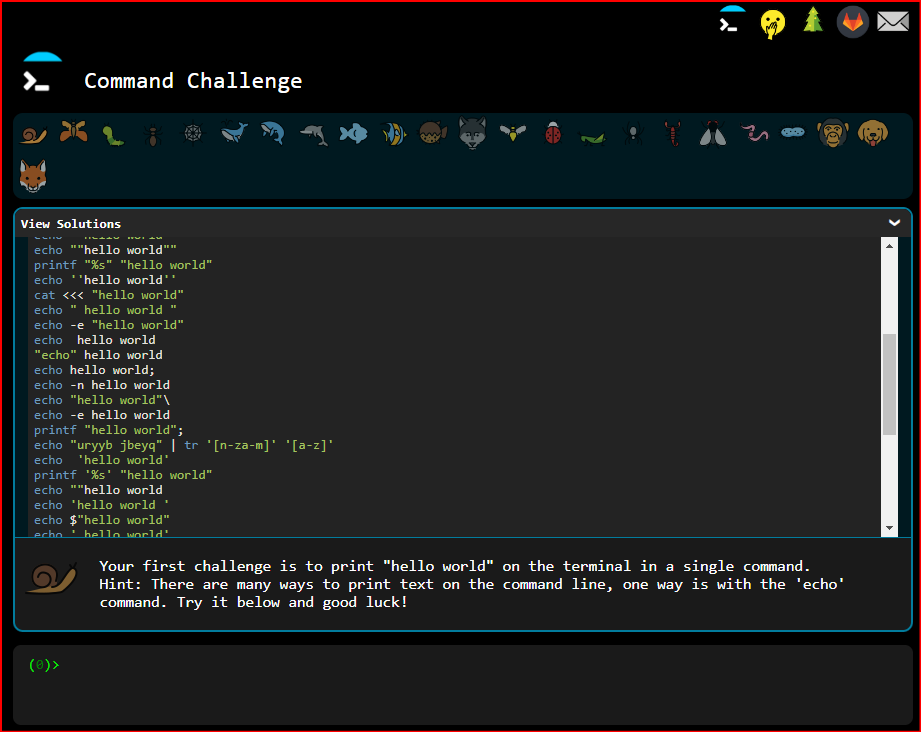 Command Challenge
View Solutions
echo ""hello world""
printf "%s" "hello world"
echo ''hello world''
cat <<< "hello world"
echo " hello world "
echo -e "hello world"
echo  hello world
"echo" hello world
echo hello world;
echo -n hello world
echo "hello world"\
echo -e hello world
printf "hello world";
echo "uryyb jbeyq" | tr '[n-za-m]' '[a-z]'
echo  'hello world'
printf '%s' "hello world"
echo ""hello world
echo 'hello world '
echo $"hello world"
echo ' hello world'
Your first challenge is to print "hello world" on the terminal in a single command.
Hint: There are many ways to print text on the command line, one way is with the 'echo'
command. Try it below and good luck!
(0)>